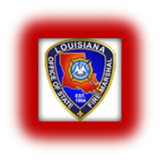 LOUISIANA
OFFICE OF STATE
FIRE MARSHAL
EST.
1904